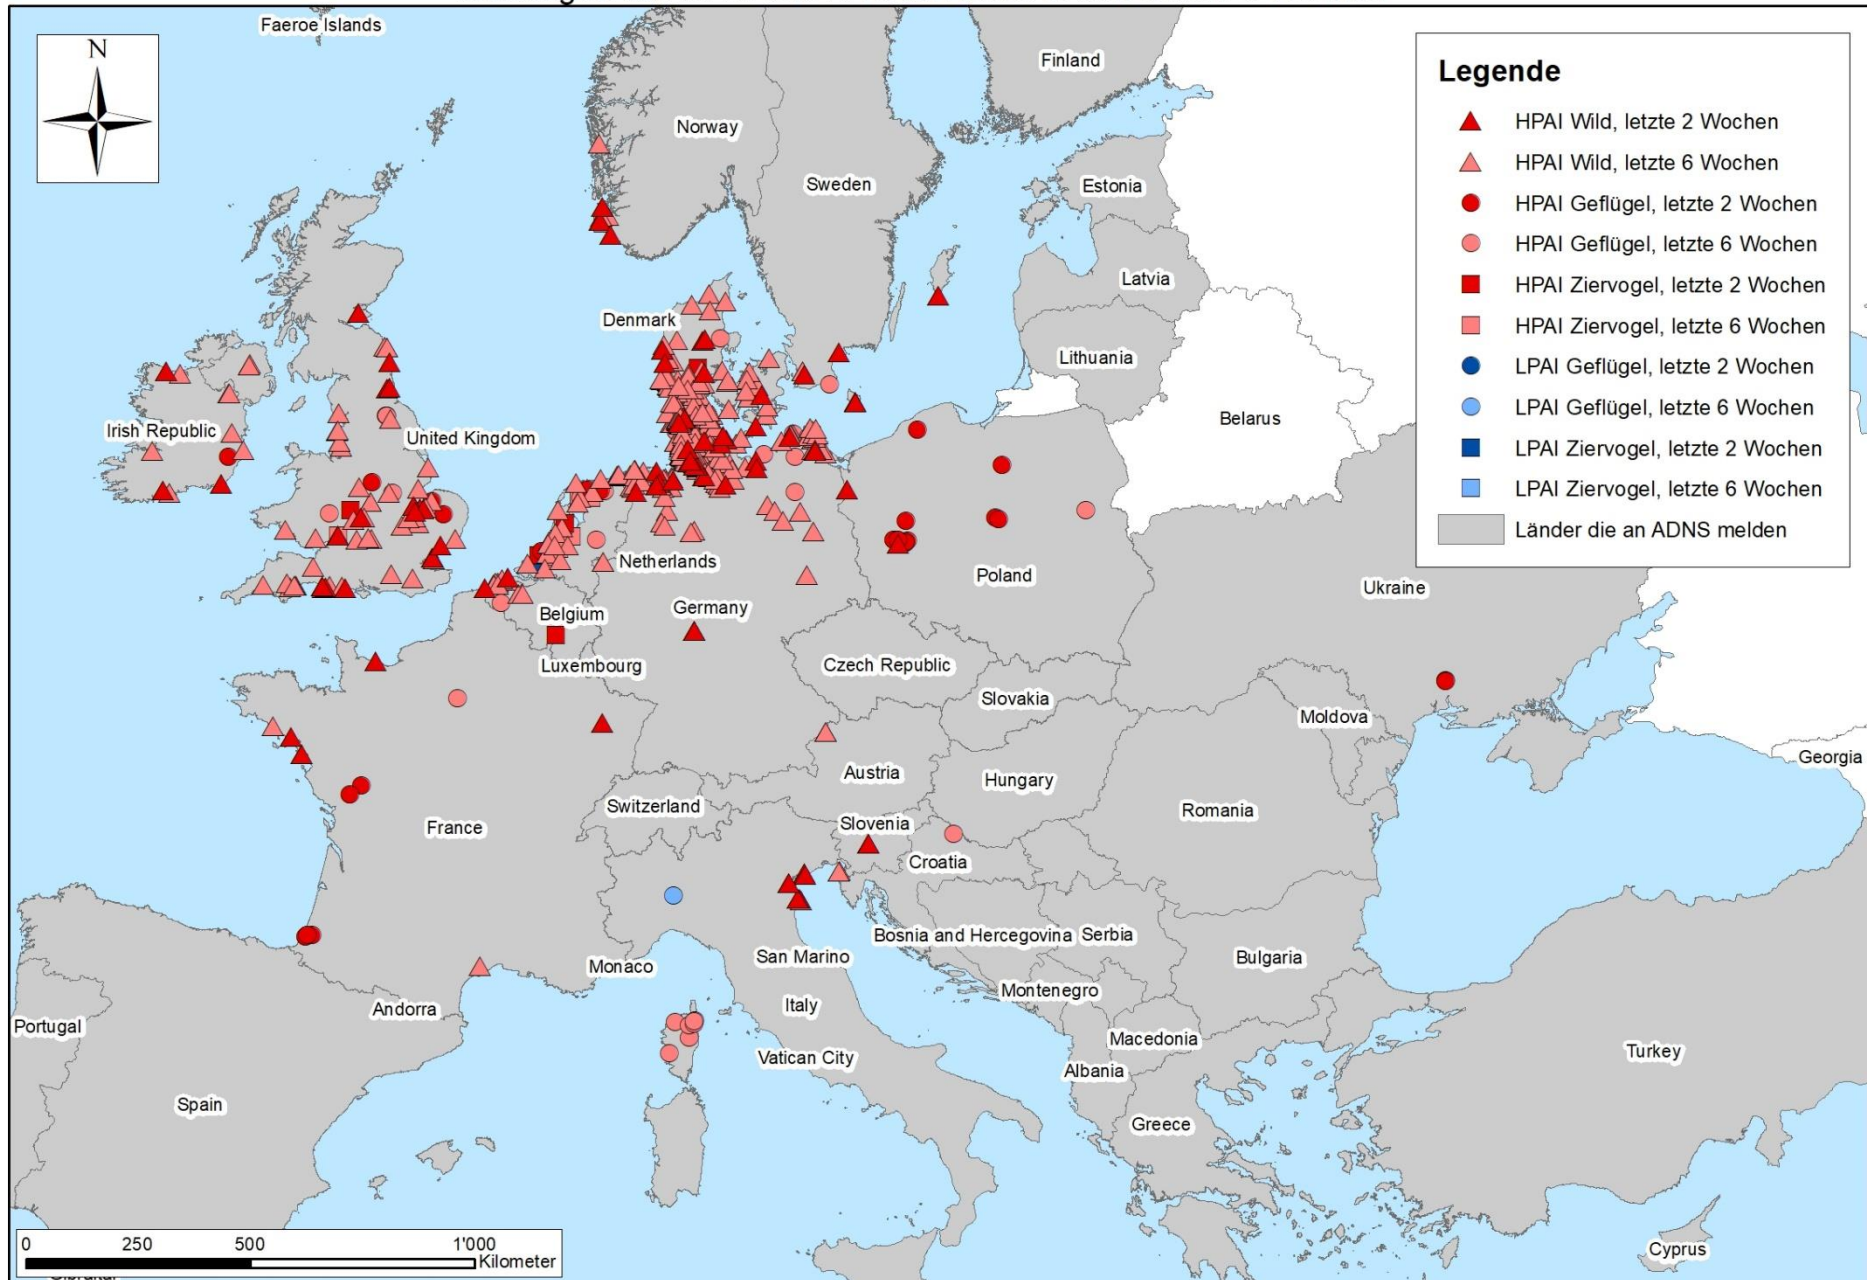 Faeroe Islands
N
Finland
Legende
HPAI Wild, letzte 2 Wochen
Norway
HPAI Wild, letzte 6 Wochen
Sweden
Estonia
HPAI Geflügel, letzte 2 Wochen
HPAI Geflügel, letzte 6 Wochen
Latvia
HPAI Ziervogel, letzte 2 Wochen
Denmark
HPAI Ziervogel, letzte 6 Wochen
Lithuania
LPAI Geflügel, letzte 2 Wochen
LPAI Geflügel, letzte 6 Wochen
Belarus
Irish Republic
United Kingdom
LPAI Ziervogel, letzte 2 Wochen
LPAI Ziervogel, letzte 6 Wochen
Länder die an ADNS melden
Netherlands
Poland
Ukraine
Germany
Belgium
Luxembourg
Czech Republic
Slovakia
Moldova
Georgia
Austria
Hungary
Switzerland
Romania
France
Slovenia
Croatia
Bosnia and Hercegovina
Serbia
San Marino
Bulgaria
Monaco
Montenegro
Italy
Andorra
Portugal
Macedonia
Turkey
Vatican City
Albania
Spain
Greece
0 250 500 1'000
Kilometer
Cyprus